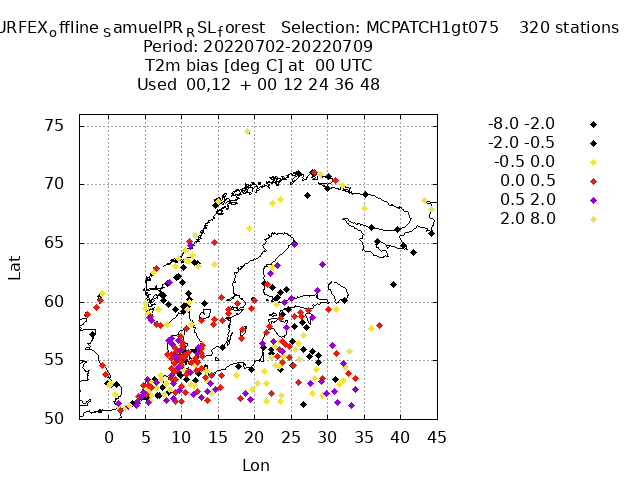 URFEXoffline SamuelPRRSLforest Selection: MCPATCH1gt075 320 stations
Period: 20220702-20220709
T2m bias [deg C] at 00 UTC
Used 00,12 + 00 12 24 36 48
-8.0 -2.0
-2.0 -0.5
-0.5 0.0
0.0 0.5
0.5 2.0
2.0 8.0
75
70
65
60
55
50
Lat
0 5 10 15 20 25 30 35 40 45
Lon